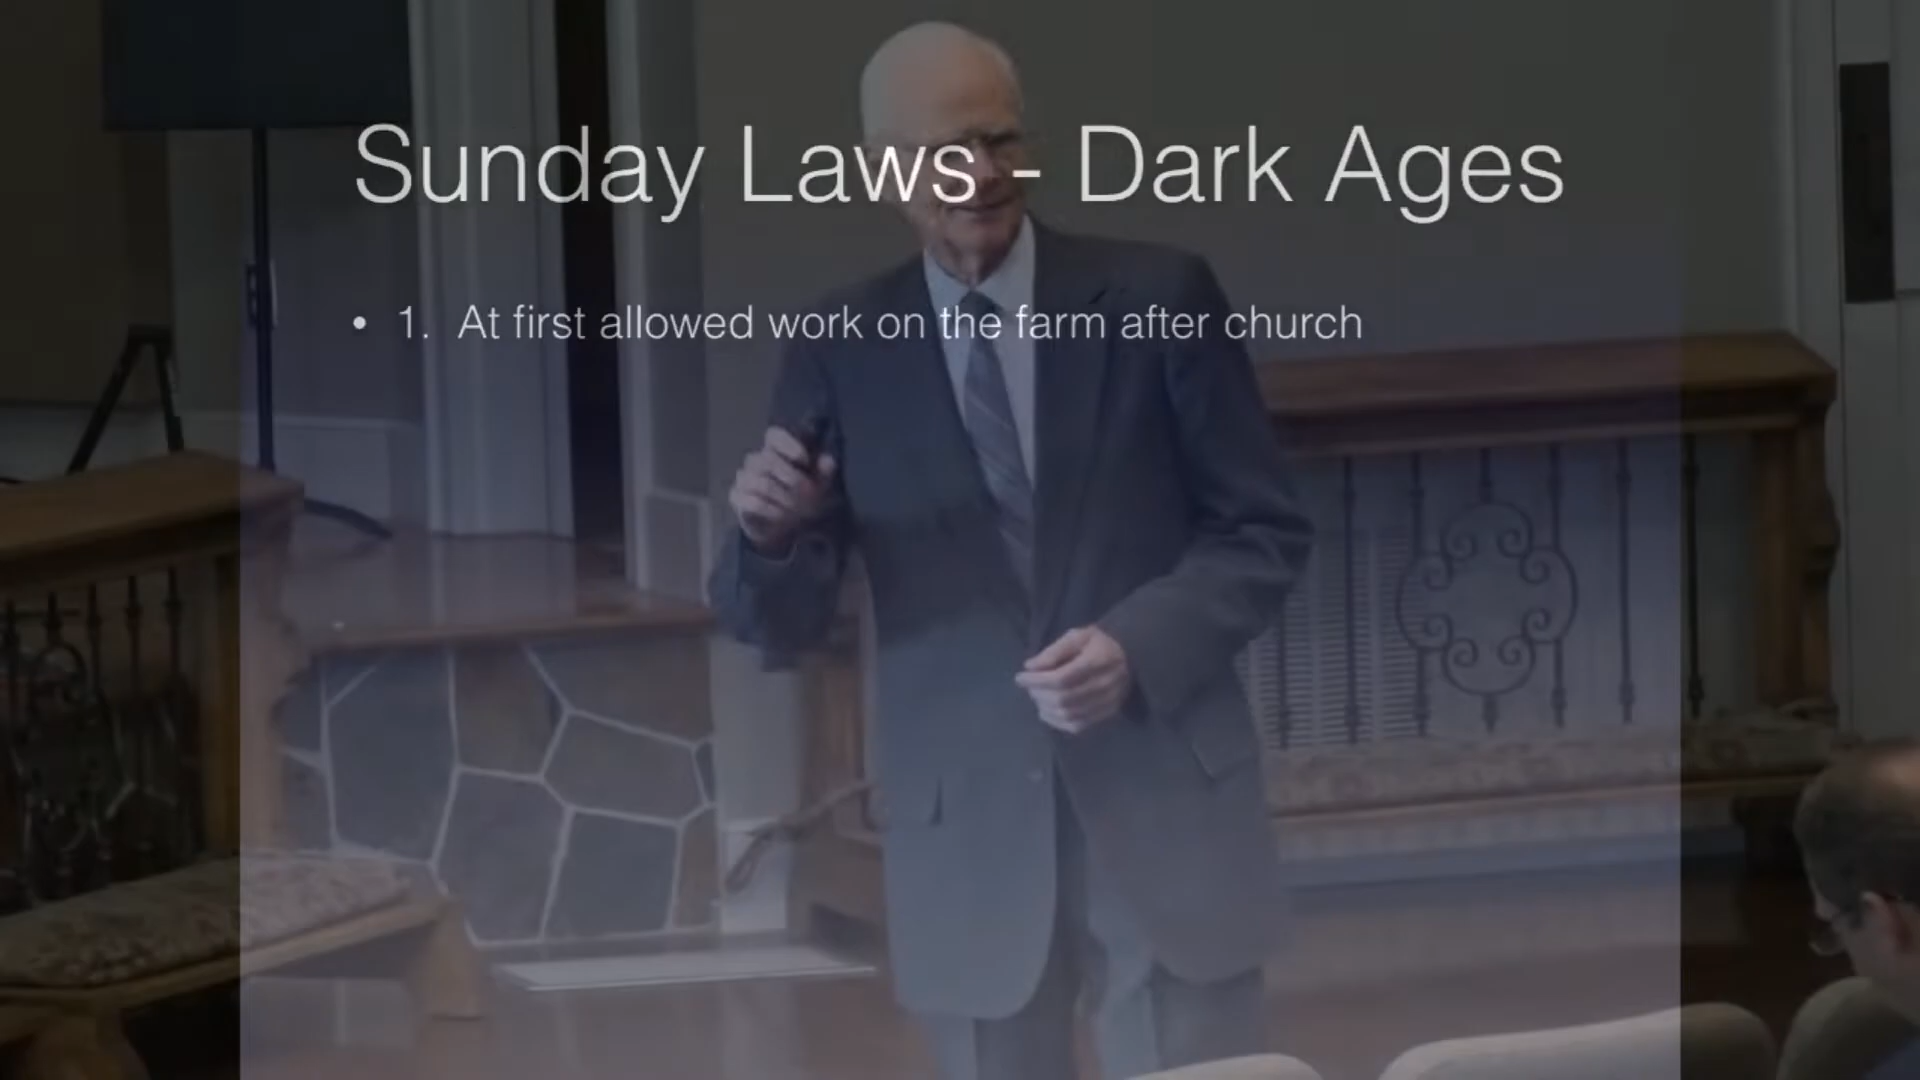 Sunday Laws - Dark Ages
• 1. At first allowed work on the farm after church